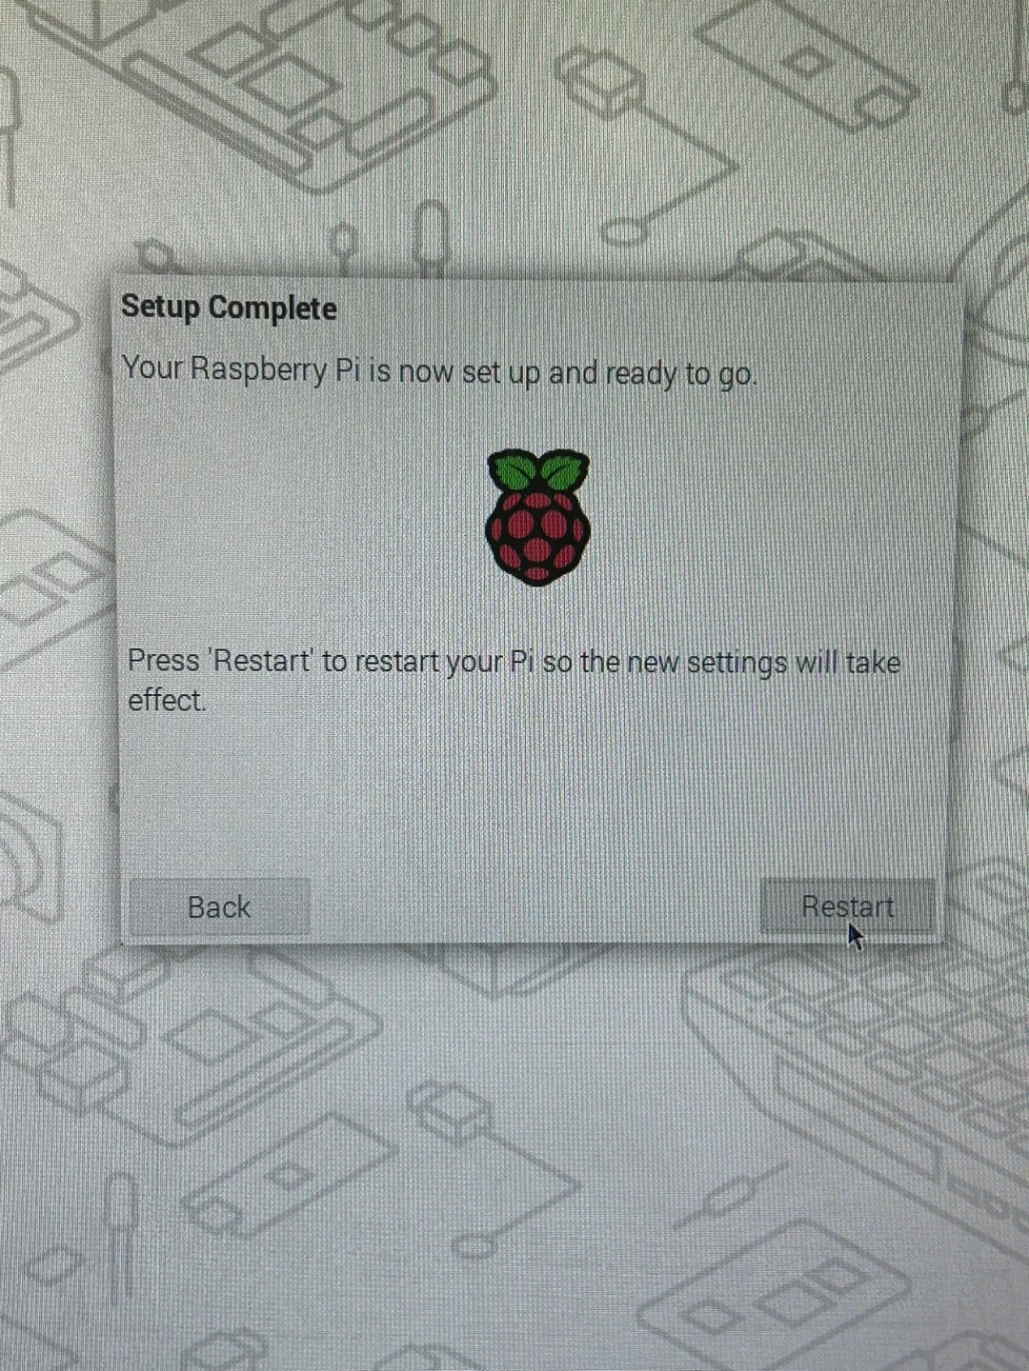 Setup Complete
Your Raspberry Pi is now set up and ready to go.
Press 'Restart' to restart your Pi so the new settings will take
effect.
Back
Restart